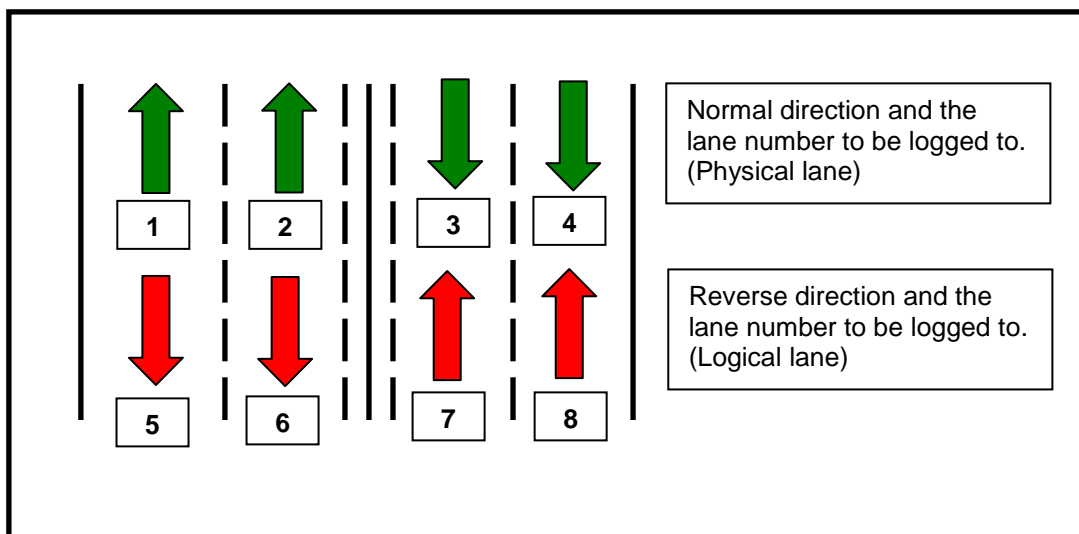 Normal direction and the
lane number to be logged to.
(Physical lane)
1 2 3 4
Reverse direction and the
lane number to be logged to.
(Logical lane)
5 6 7 8